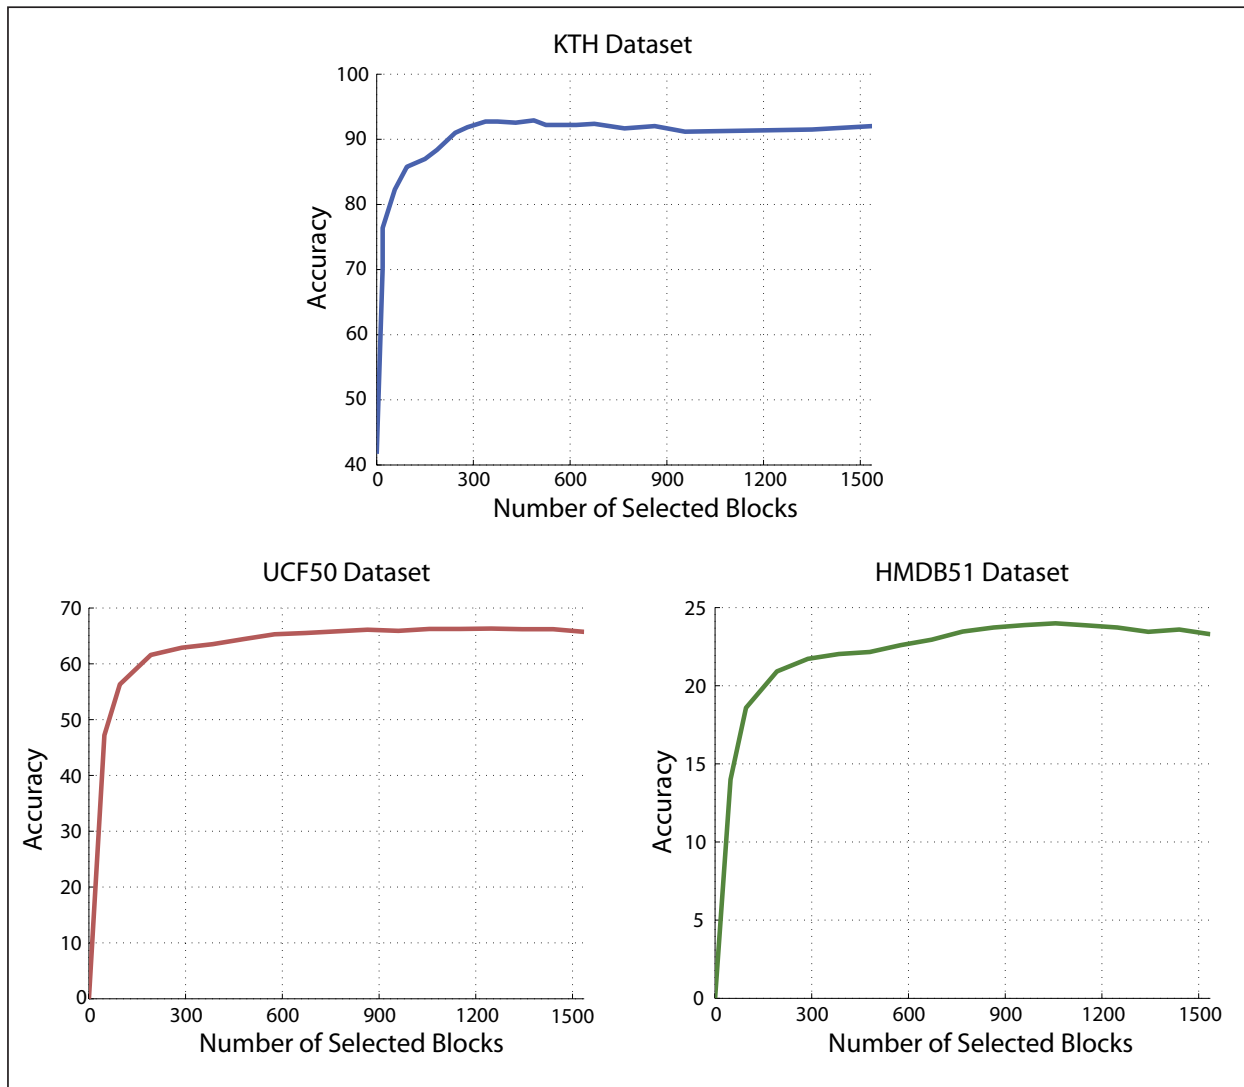 KTH Dataset
100
90
80
70
60
50
40
Accuracy
0 300 600 900 1200 1500
Number of Selected Blocks
UCF50 Dataset
70
60
50
40
30
20
10
0
Accuracy
0 300 600 900 1200 1500
Number of Selected Blocks
HMDB51 Dataset
25
20
15
10
5
0
Accuracy
0 300 600 900 1200 1500
Number of Selected Blocks